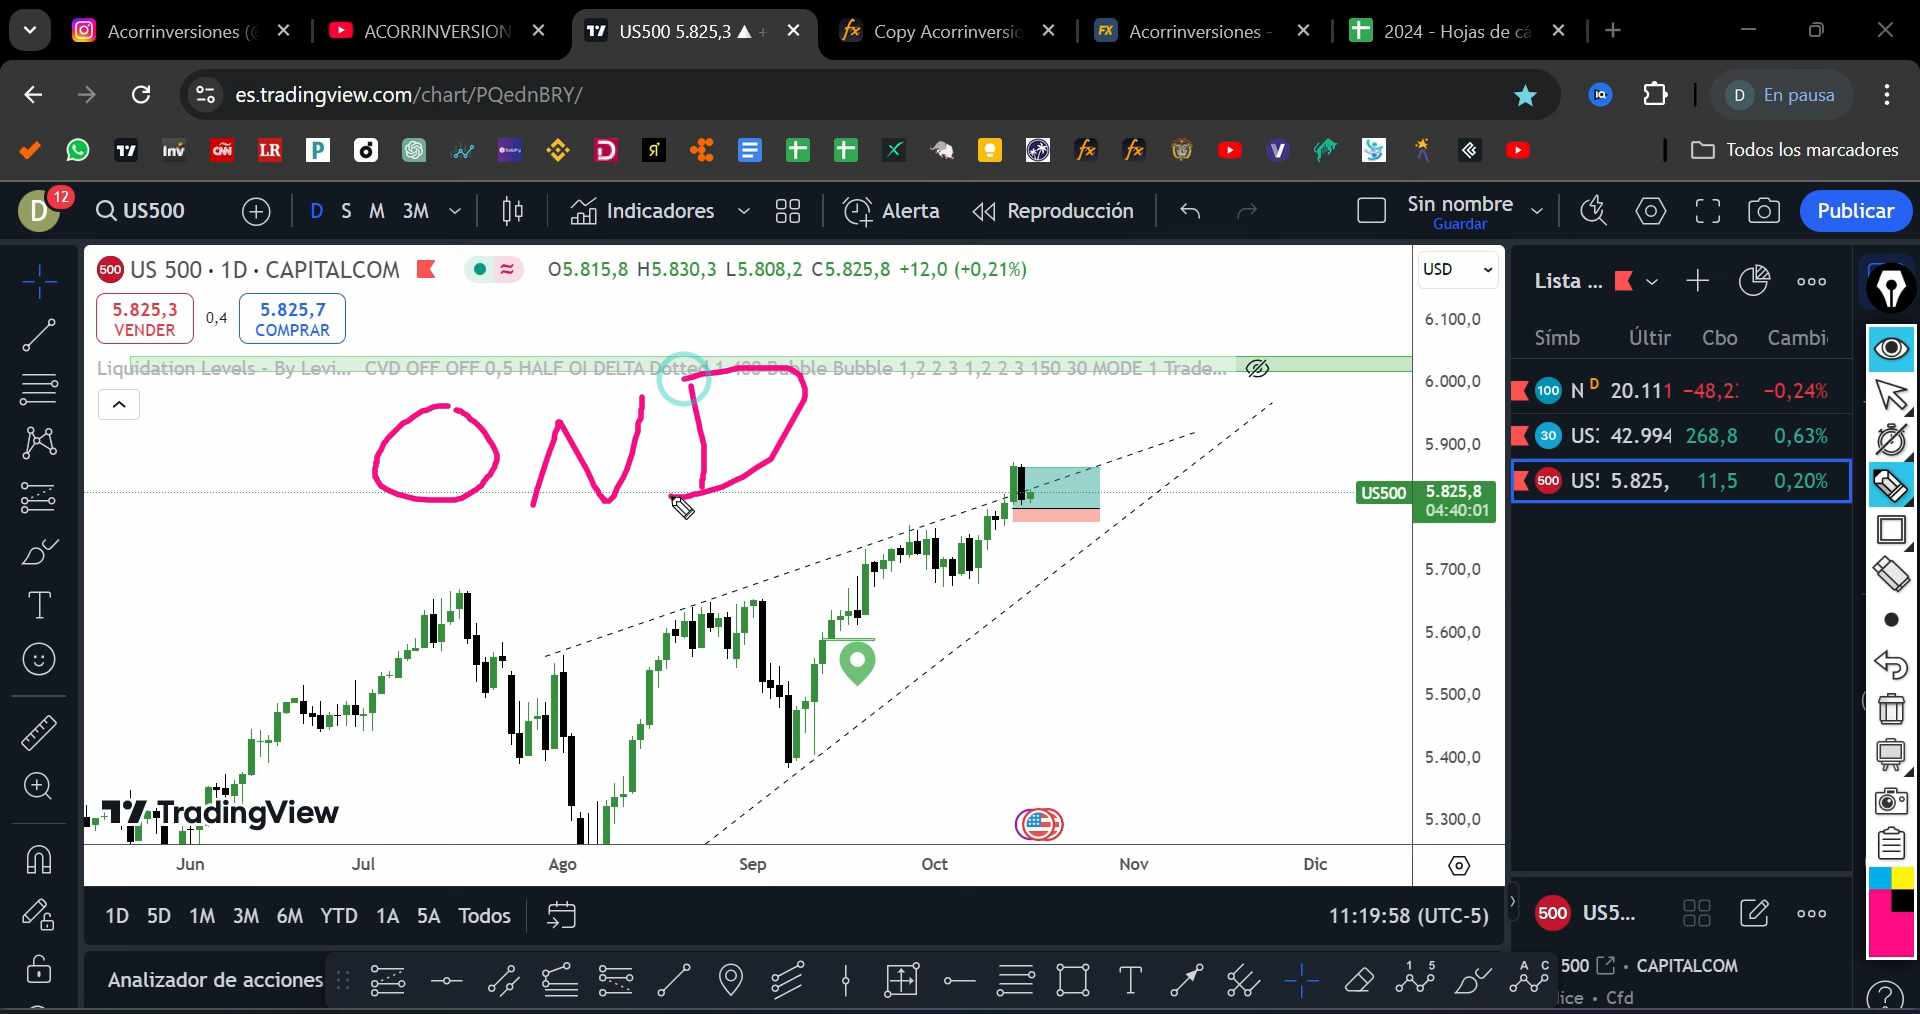 Acorrinversiones (
ACORRINVERSION
US500 5.825,3 ▲ +
Copy Acorrinversio
Acorrinversiones -
2024 - Hojas de cá
es.tradingview.com/chart/PQednBRY/
D En pausa
Todos los marcadores
D 12
US500
D S M 3M
Indicadores
Alerta
Reproducción
Sin nombre
Guardar
Publicar
500 US 500 · 1D · CAPITALCOM
O5.815,8 H5.830,3 L5.808,2 C5.825,8 +12,0 (+0,21%)
5.825,3
VENDER
0,4
5.825,7
COMPRAR
Liquidation Levels - By Levi... CVD OFF OFF 0,5 HALF OI DELTA Dotted 1 400 Bubble Bubble 1,2 2 3 1,2 2 3 150 30 MODE 1 Trade...
OND
USD
6.100,0
6.000,0
5.900,0
US500 5.825,8
04:40:01
5.700,0
5.600,0
5.500,0
5.400,0
5.300,0
TradingView
Jun Jul Ago Sep Oct Nov Dic
1D 5D 1M 3M 6M YTD 1A 5A Todos
11:19:58 (UTC-5)
Analizador de acciones
Lista ...
Símb Últir Cbo Cambi
100 N D 20.111 −48,2 −0,24%
30 US 42.994 268,8 0,63%
500 US! 5.825, 11,5 0,20%
500 US5...
500 · CAPITALCOM
ice · Cfd